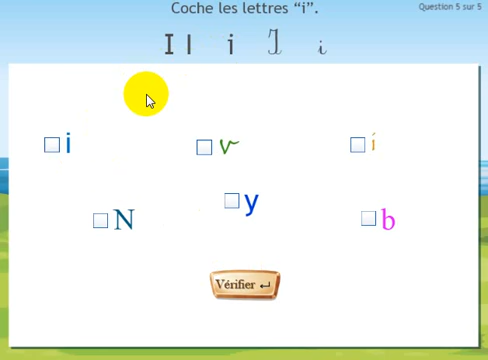 Coche les lettres “i”.
Question 5 sur 5
I l i I i
i v i
N y b
Vérifier ↵